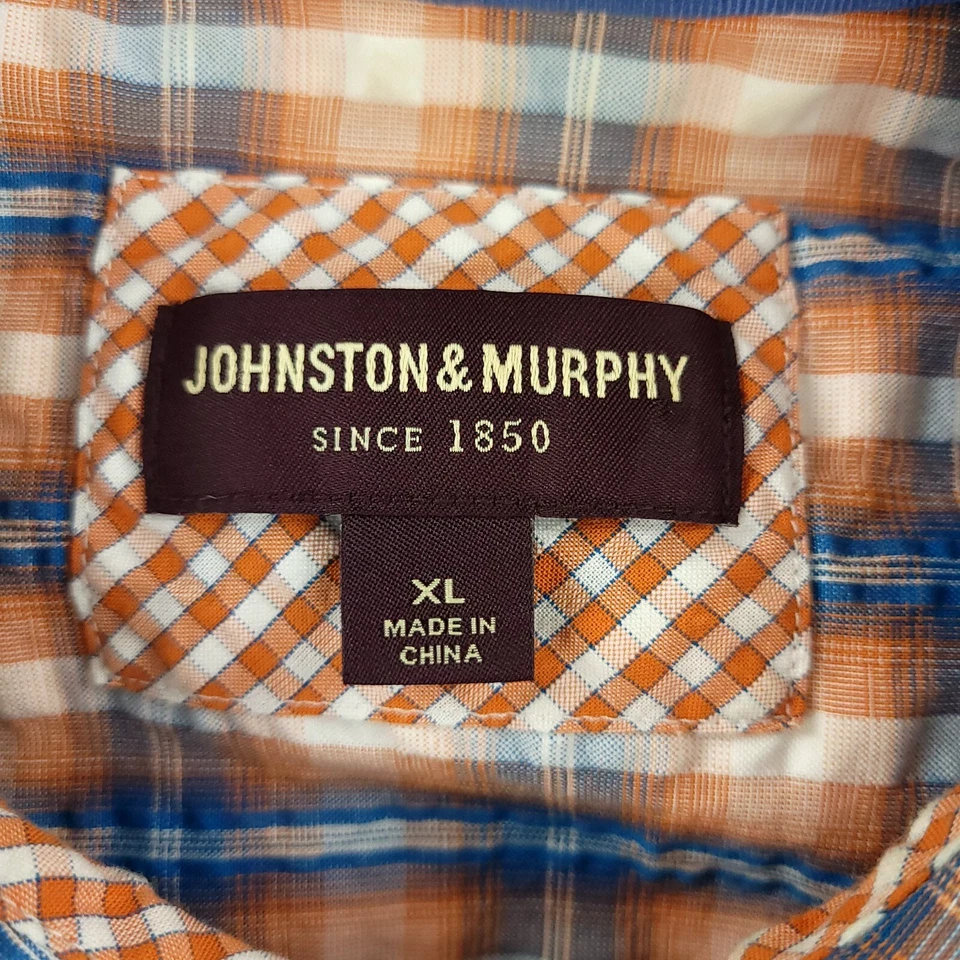 JOHNSTON & MURPHY
SINCE 1850
XL
MADE IN
CHINA